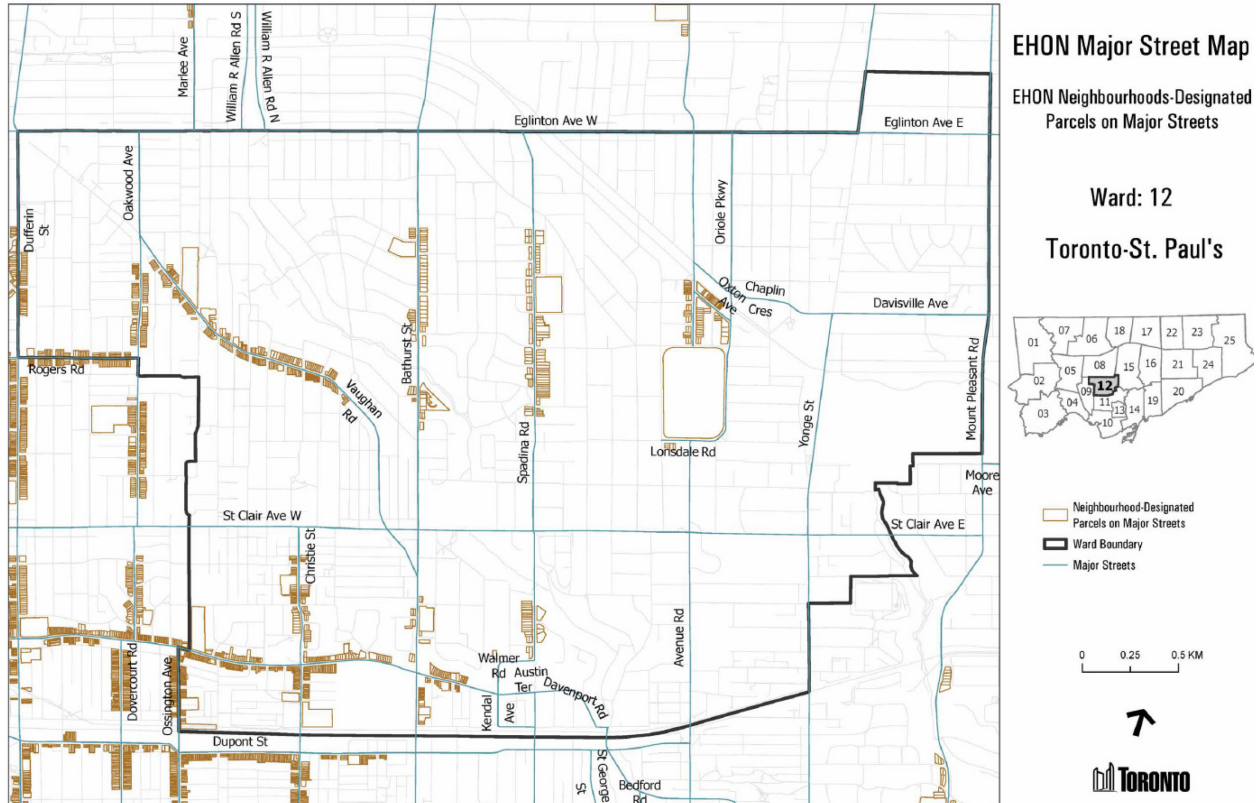 William R Allen Rd S
William R Allen Rd N
Marlee Ave
Eglinton Ave W
Eglinton Ave E
Oakwood Ave
Dufferin
St
Oriole Pkwy
Oxton
Ave
Chaplin
Cres
Davisville Ave
Rogers Rd
Bathurst St
Vaughan
Rd
Spadina Rd
Mount Pleasant Rd
Yonge St
Lonsdale Rd
Moore
Ave
St Clair Ave W
St Clair Ave E
Christie St
Avenue Rd
Dovercourt Rd
Ossington Ave
Walmer
Rd
Austin
Ter
Davenport Rd
Kendal
Ave
Dupont St
St George
St
Bedford
Rd
EHON Major Street Map
EHON Neighbourhoods-Designated
Parcels on Major Streets
Ward: 12
Toronto-St. Paul's
01
07
06
18
17
22
23
25
05
08
15
16
21
24
02
09
12
04
11
19
20
03
13
14
10
Neighbourhood-Designated
Parcels on Major Streets
Ward Boundary
Major Streets
0 0.25 0.5 KM
TORONTO